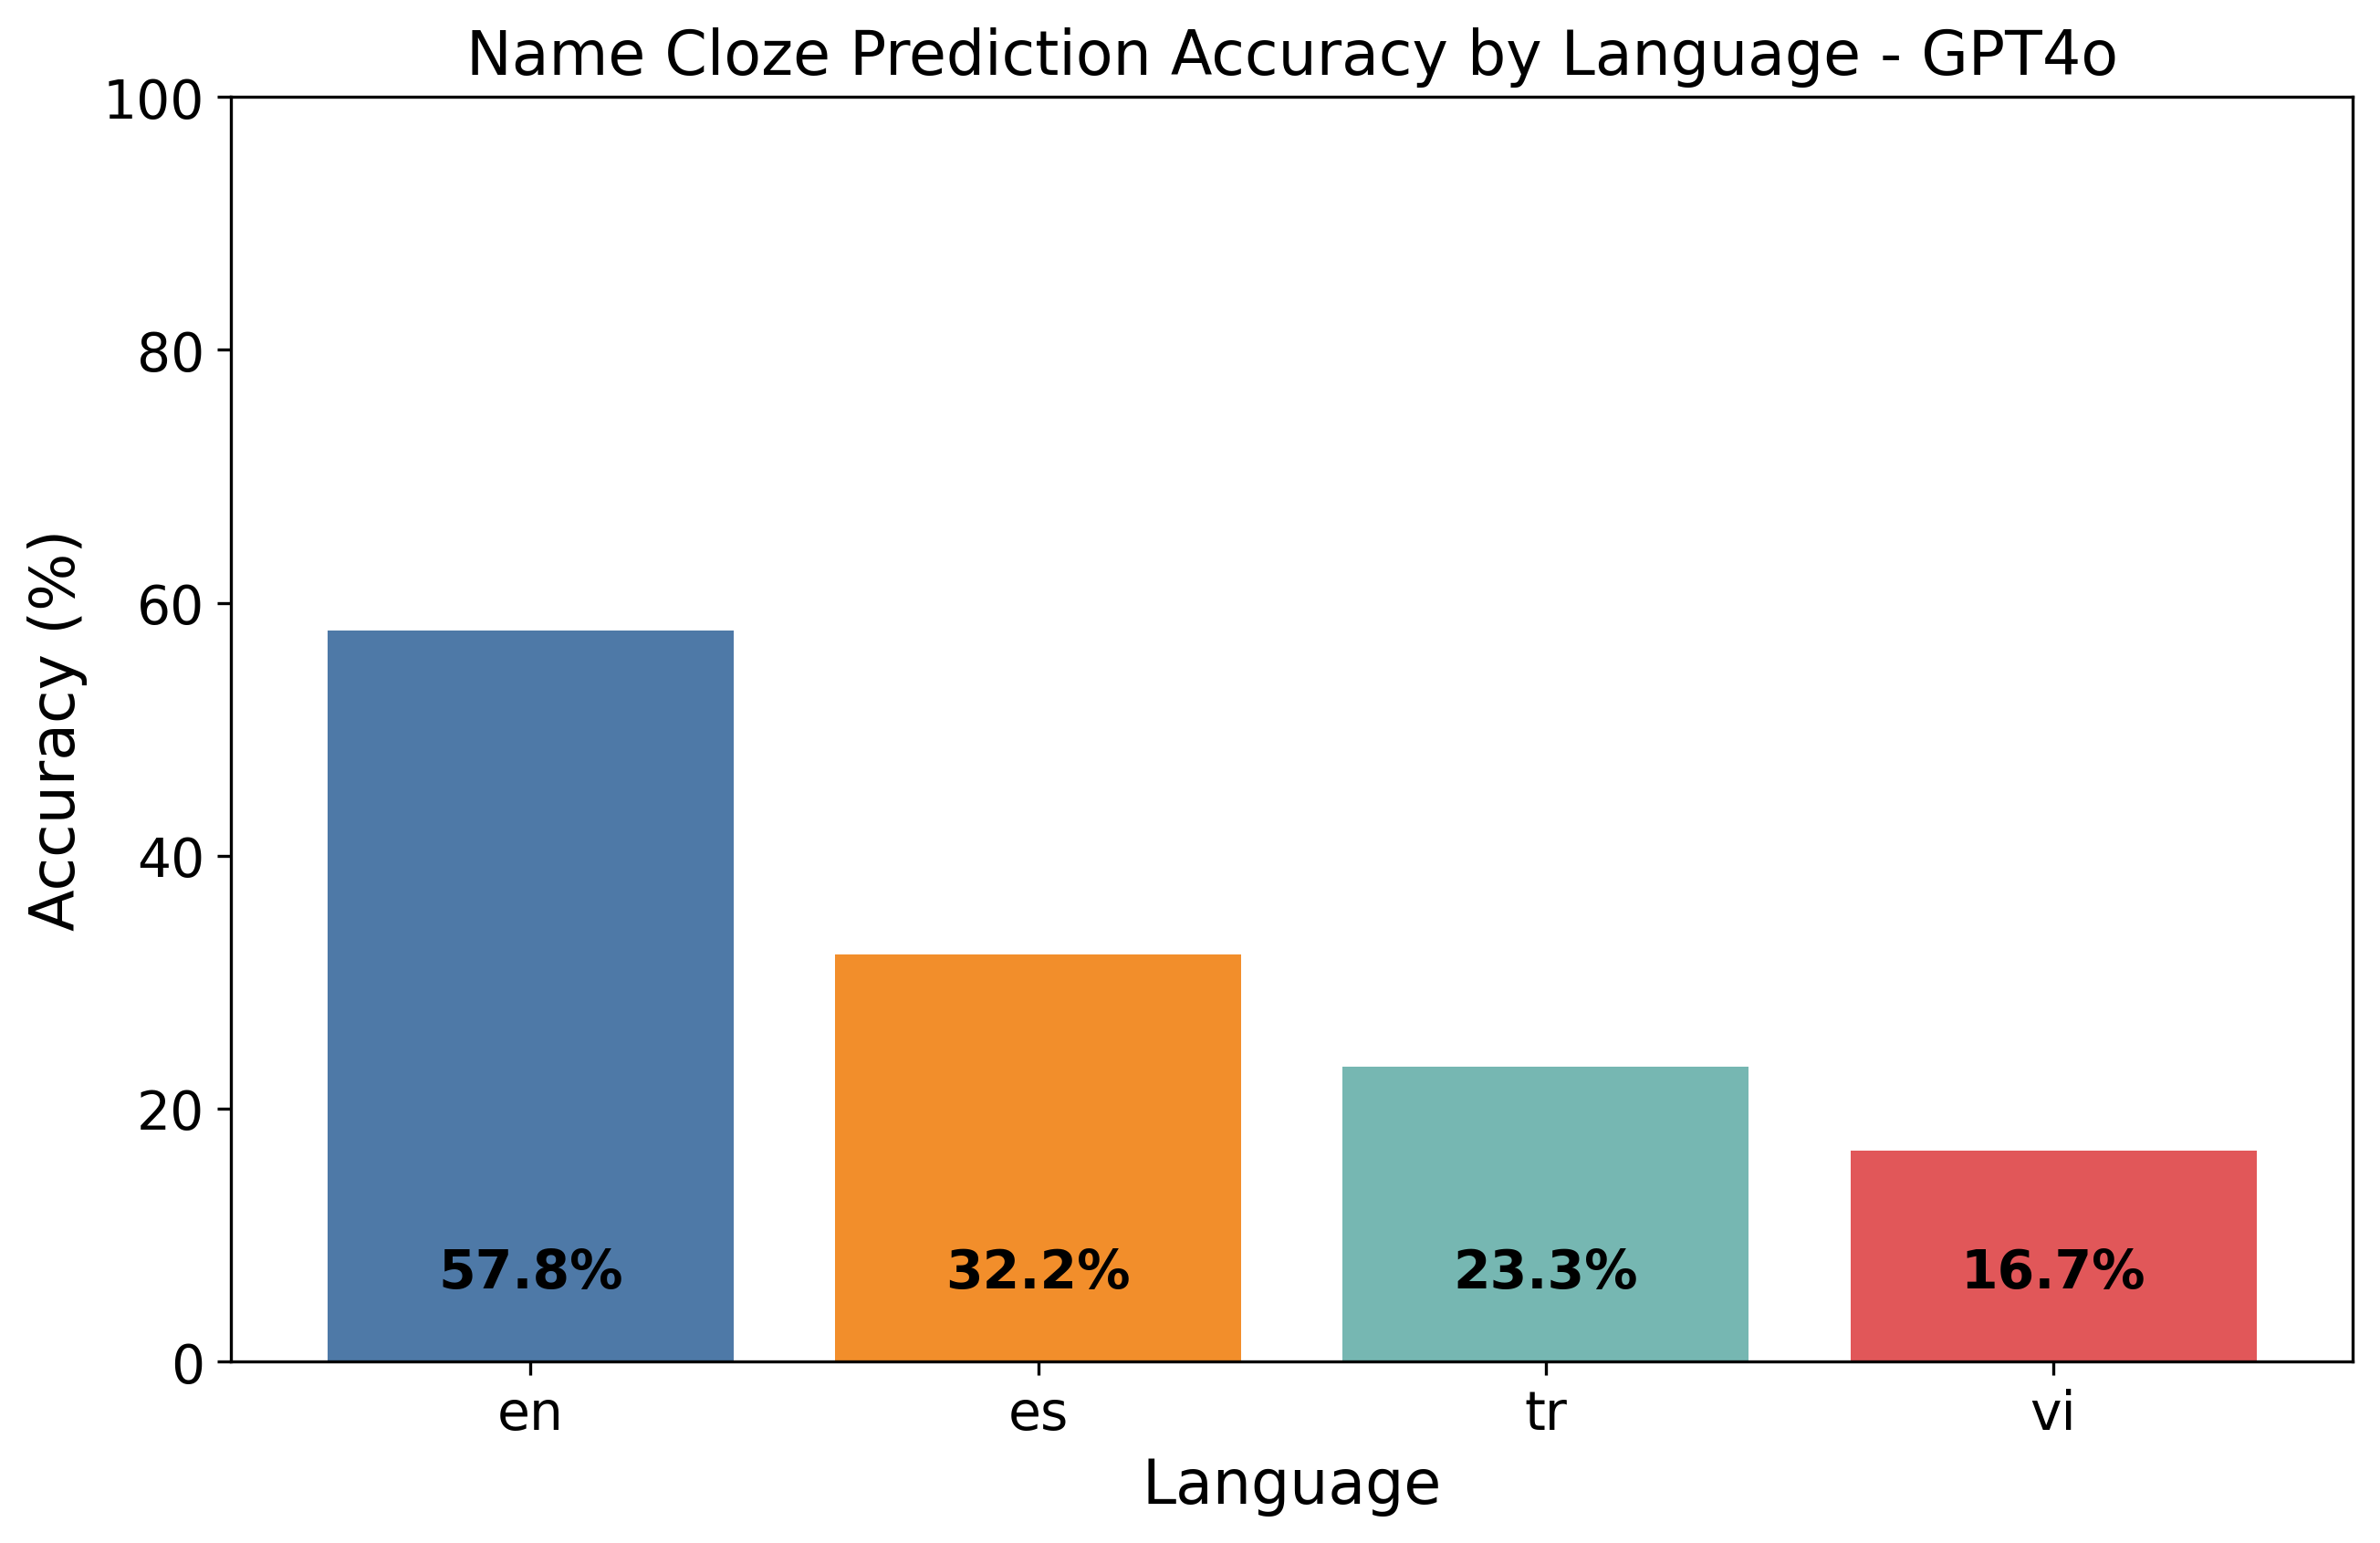 Name Cloze Prediction Accuracy by Language - GPT4o
Accuracy (%)
100
80
60
40
20
0
57.8%
32.2%
23.3%
16.7%
en
es
tr
vi
Language